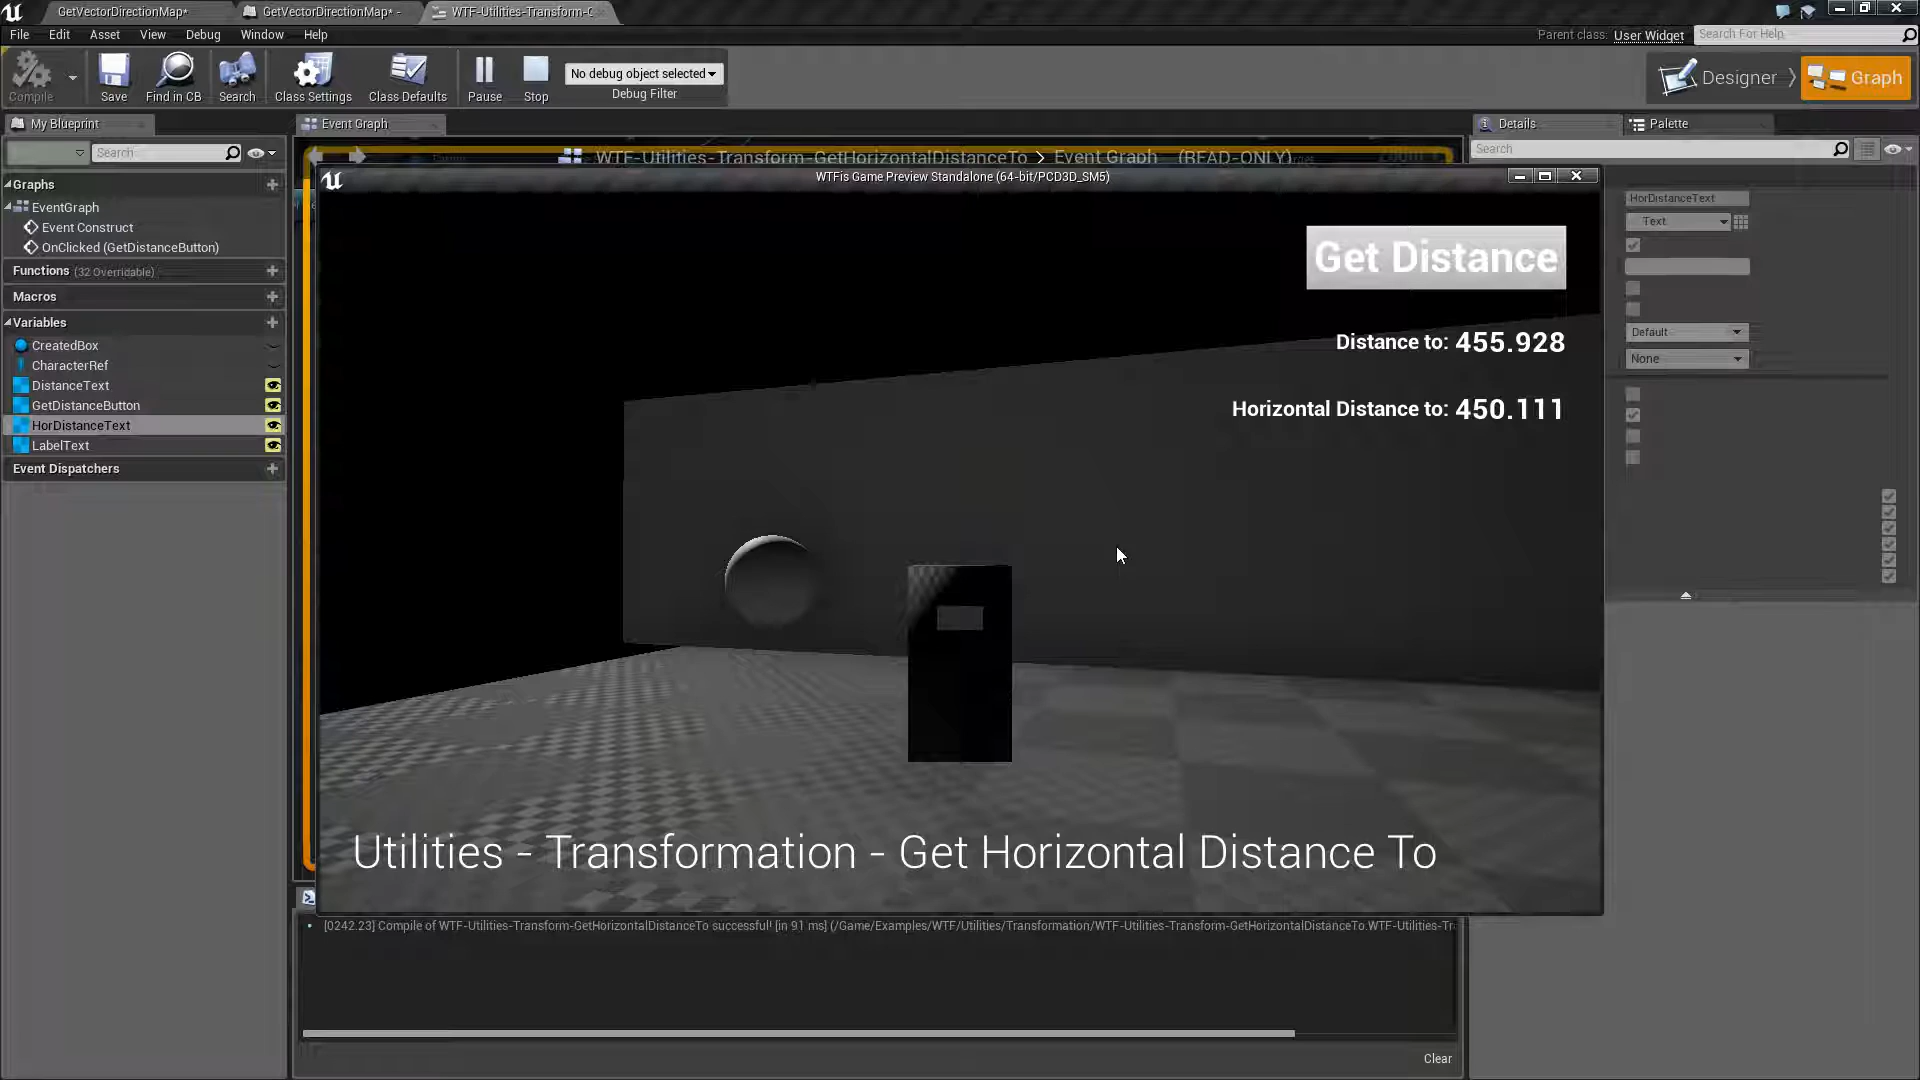 GetVectorDirectionMap*
GetVectorDirectionMap* -
WTF-Utilities-Transform-G
File Edit Asset View Debug Window Help
Parent class: User Widget
Search For Help
Compile
Save
Find in CB
Search
Class Settings
Class Defaults
Pause
Stop
No debug object selected
Debug Filter
Designer
Graph
My Blueprint
Event Graph
Details
Palette
Search
Search
WTF-Utilities-Transform-GetHorizontalDistanceTo > Event Graph (READ-ONLY)
WTFis Game Preview Standalone (64-bit/PCD3D_SM5)
Graphs
EventGraph
Event Construct
OnClicked (GetDistanceButton)
Functions (32 Overridable)
Macros
Variables
CreatedBox
CharacterRef
DistanceText
GetDistanceButton
HorDistanceText
LabelText
Event Dispatchers
Get Distance
Distance to: 455.928
Horizontal Distance to: 450.111
Utilities - Transformation - Get Horizontal Distance To
HorDistanceText
Text
Default
None
[0242.23] Compile of WTF-Utilities-Transform-GetHorizontalDistanceTo successful! [in 91 ms] (/Game/Examples/WTF/Utilities/Transformation/WTF-Utilities-Transform-GetHorizontalDistanceTo.WTF-Utilities-Tr
Clear